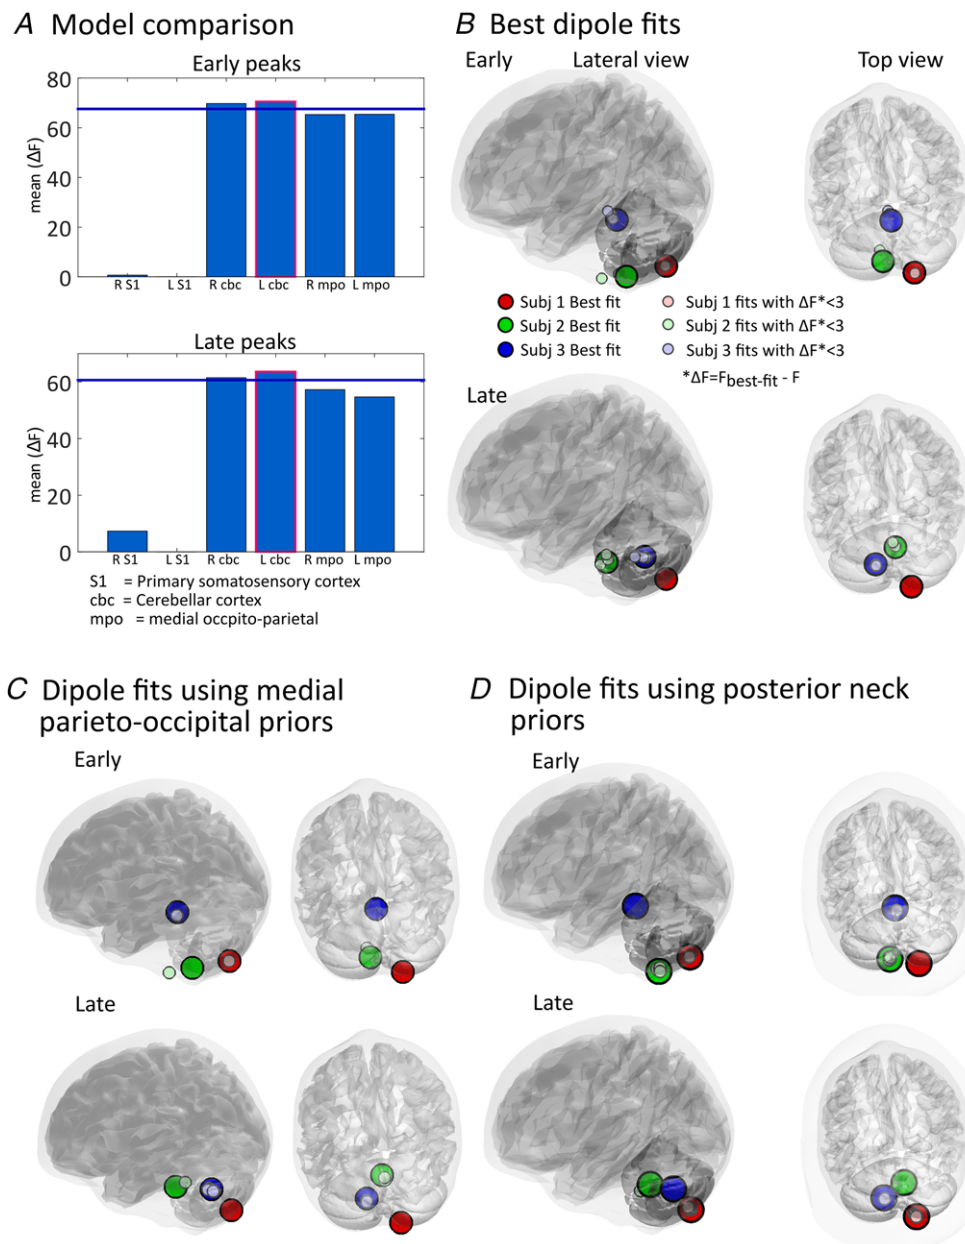 A Model comparison
Early peaks
mean (ΔF)
80
60
40
20
0
R S1 L S1 R cbc L cbc R mpo L mpo
Late peaks
mean (ΔF)
60
40
20
0
R S1 L S1 R cbc L cbc R mpo L mpo
S1 = Primary somatosensory cortex
cbc = Cerebellar cortex
mpo = medial occpito-parietal
B Best dipole fits
Early Lateral view Top view
Subj 1 Best fit Subj 1 fits with ΔF*<3
Subj 2 Best fit Subj 2 fits with ΔF*<3
Subj 3 Best fit Subj 3 fits with ΔF*<3
*ΔF=Fbest-fit - F
Late
C Dipole fits using medial
parieto-occipital priors
Early
Late
D Dipole fits using posterior neck
priors
Early
Late